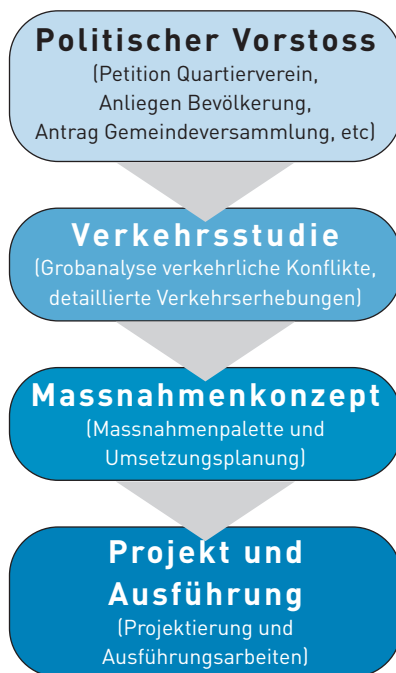 Politischer Vorstoss
(Petition Quartierverein,
Anliegen Bevölkerung,
Antrag Gemeindeversammlung, etc)
Verkehrsstudie
(Grobanalyse verkehrliche Konflikte,
detaillierte Verkehrserhebungen)
Massnahmenkonzept
(Massnahmenpalette und
Umsetzungsplanung)
Projekt und
Ausführung
(Projektierung und
Ausführungsarbeiten)